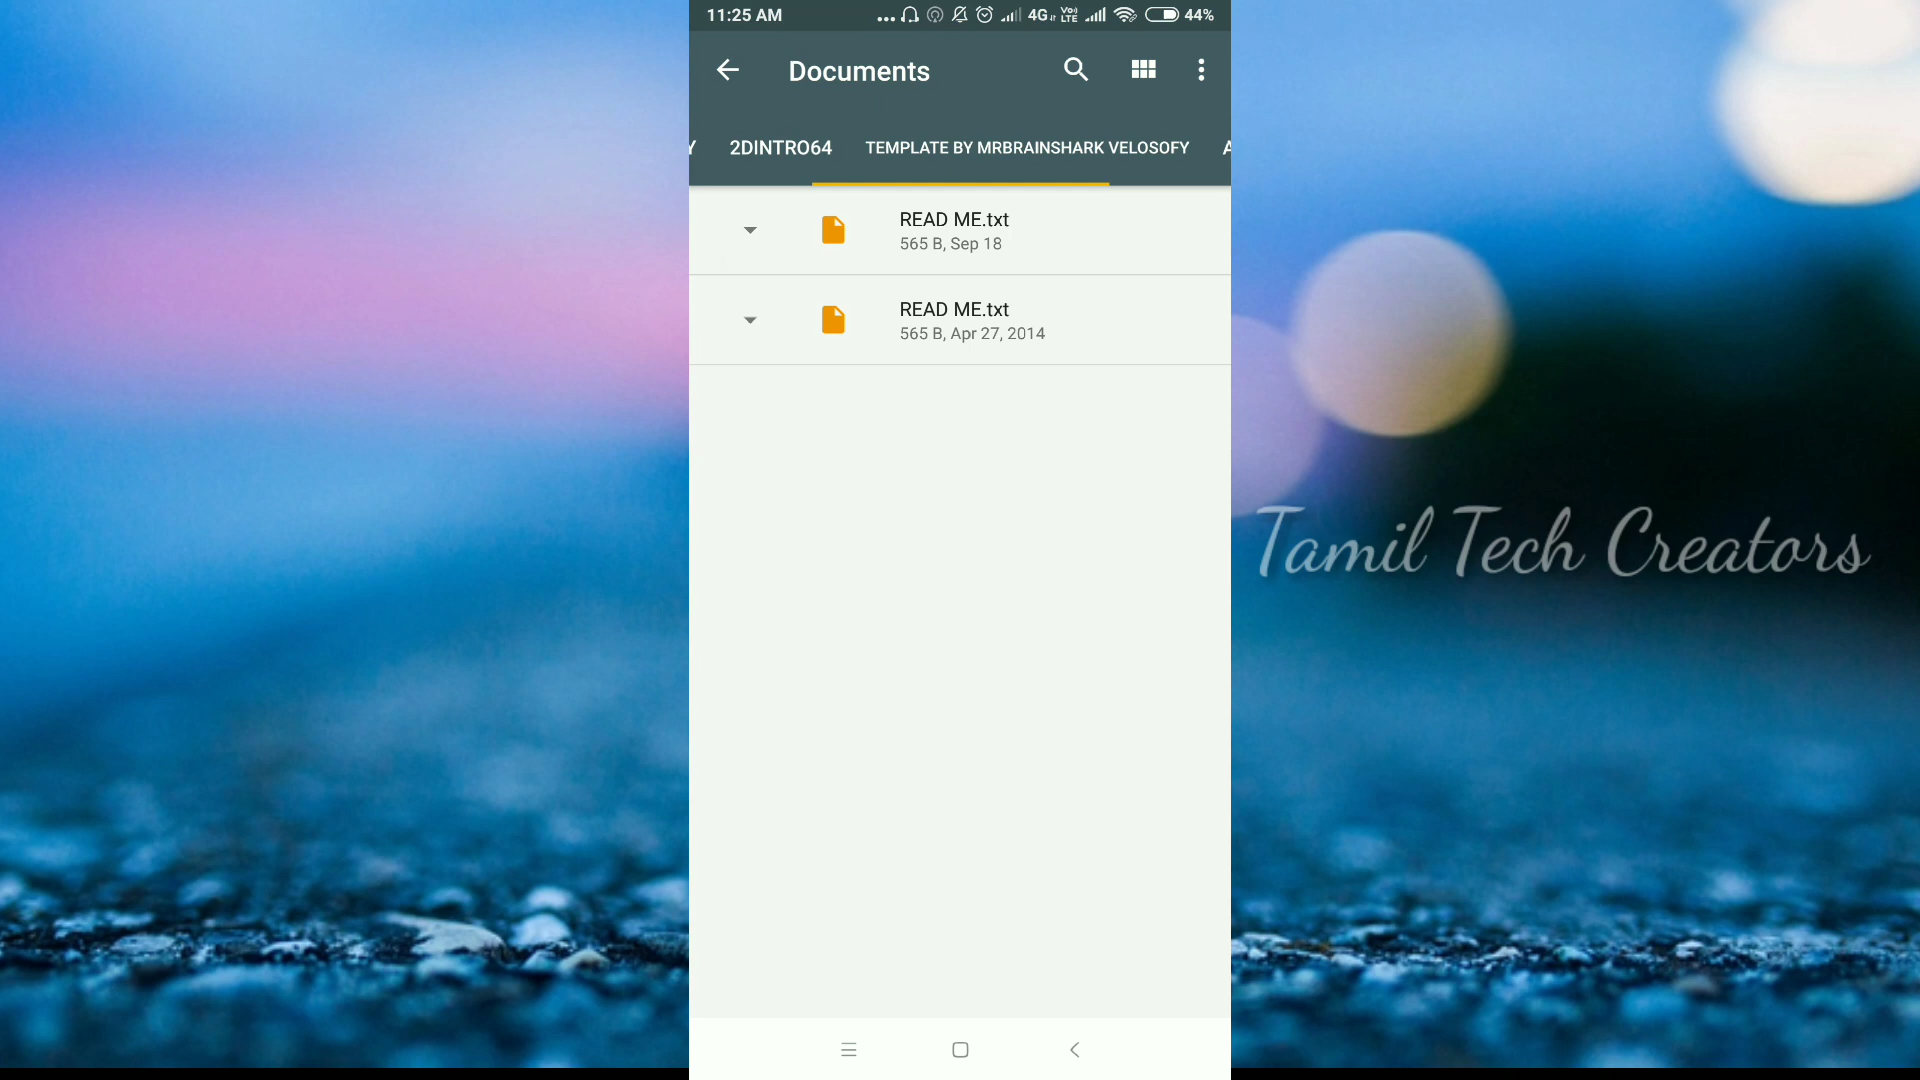 11:25 AM ... 4G VoLTE 44%
Documents
Y 2DINTRO64 TEMPLATE BY MRBRAINSHARK VELOSOFY A
READ ME.txt
565 B, Sep 18
READ ME.txt
565 B, Apr 27, 2014
Tamil Tech Creators